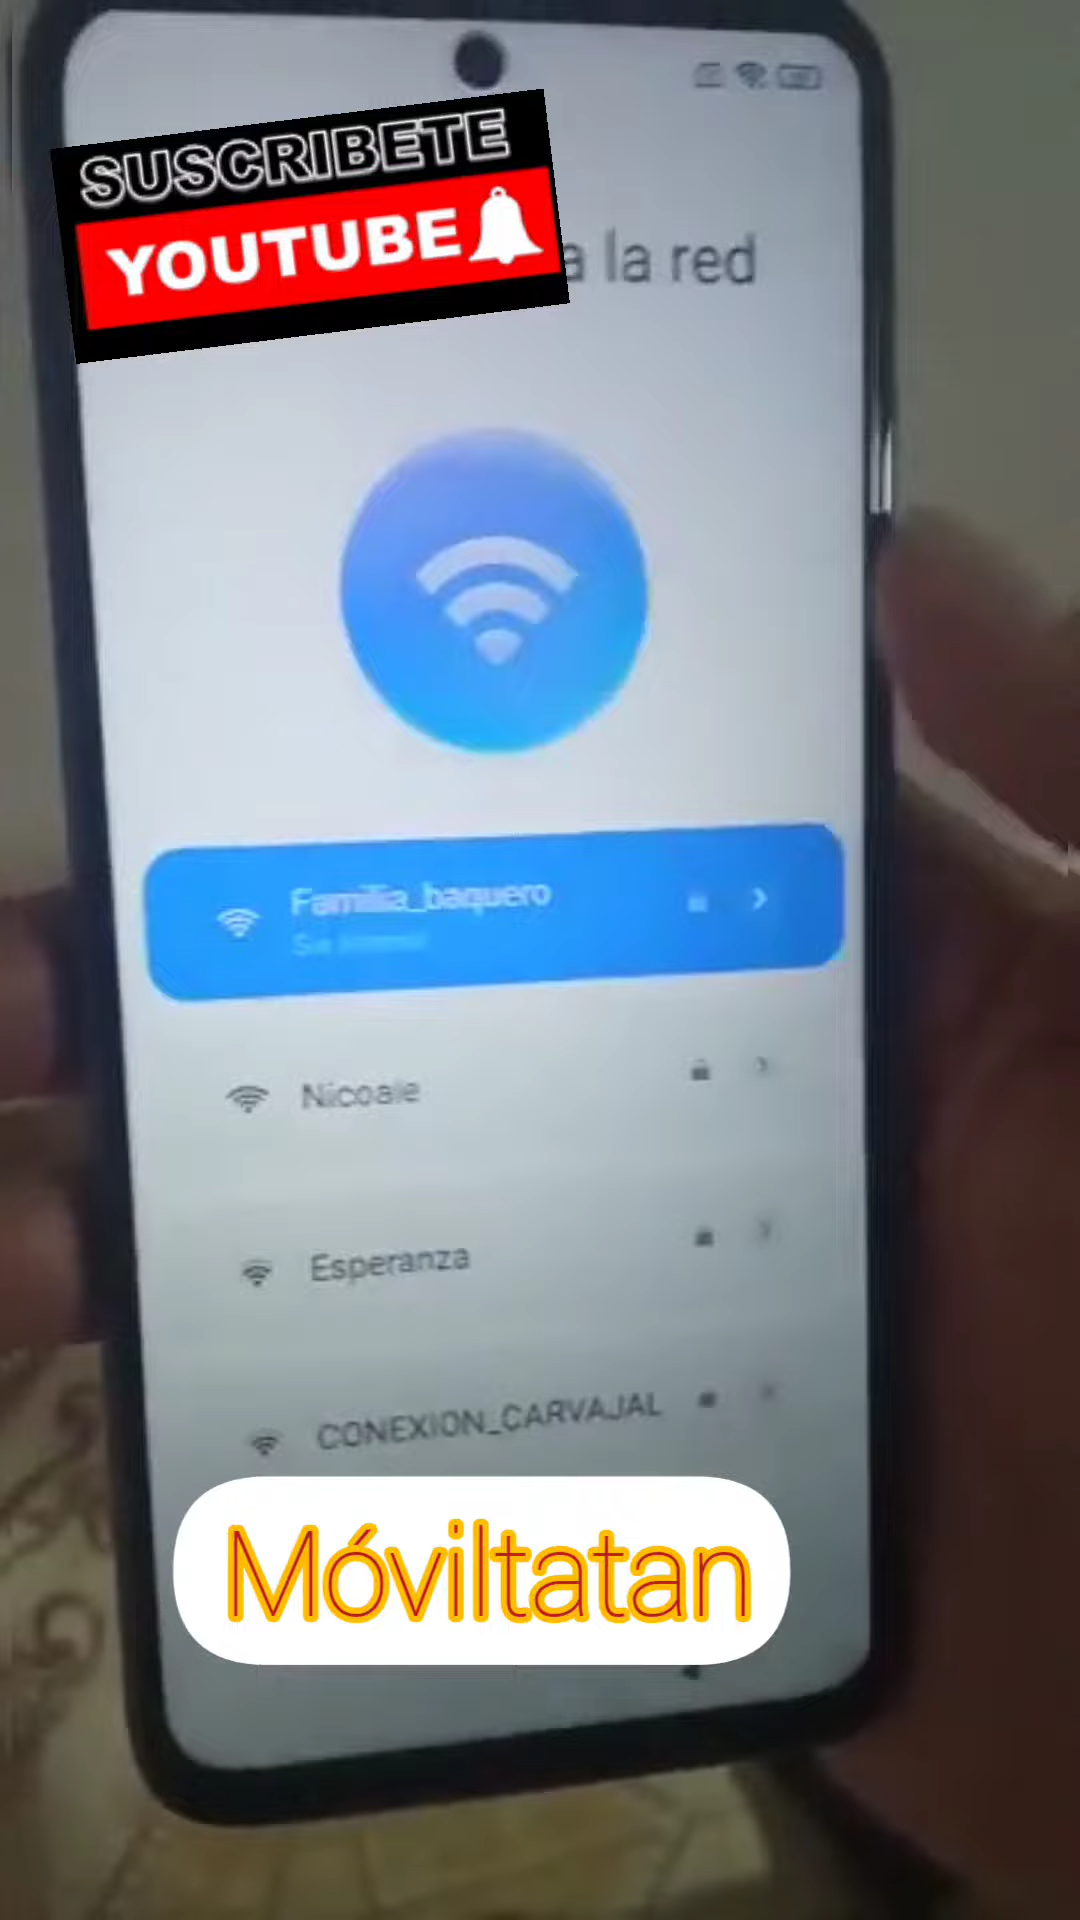 SUSCRIBETE
YOUTUBE
a la red
Familia_baquero
Nicoale
Esperanza
CONEXION_CARVAJAL
Móviltatan